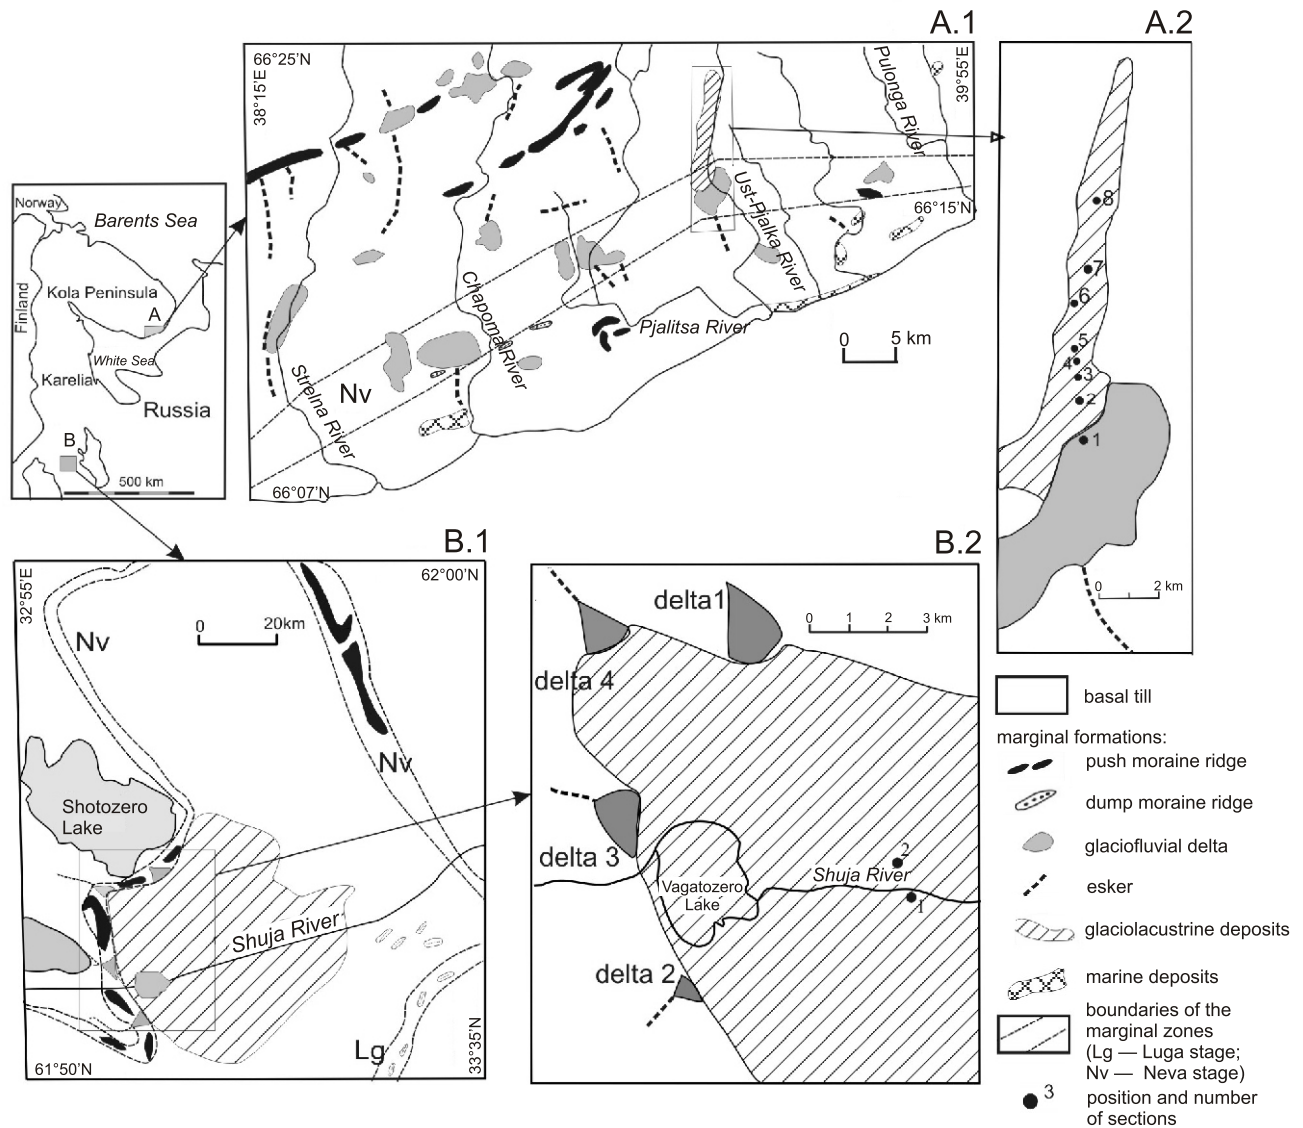 A.1
A.2
66°25'N
38°15'E
Pulonga River
39°55'E
66°15'N
Ust-Pjalka River
Chapoma River
Pjalitsa River
Strelna River
Nv
0 5 km
66°07'N
8
7
6
5
4
3
2
1
0 2 km
Norway
Barents Sea
Finland
Kola Peninsula
A
White Sea
Karelia
Russia
B
500 km
B.1
B.2
32°55'E
62°00'N
0 20km
Nv
Nv
Shotozero
Lake
Shuja River
Lg
61°50'N
33°35'N
delta1
0 1 2 3 km
delta 4
delta 3
2
Shuja River
1
Vagatozero
Lake
delta 2
basal till
marginal formations:
push moraine ridge
dump moraine ridge
glaciofluvial delta
esker
glaciolacustrine deposits
marine deposits
boundaries of the
marginal zones
(Lg — Luga stage;
Nv — Neva stage)
3 position and number
of sections